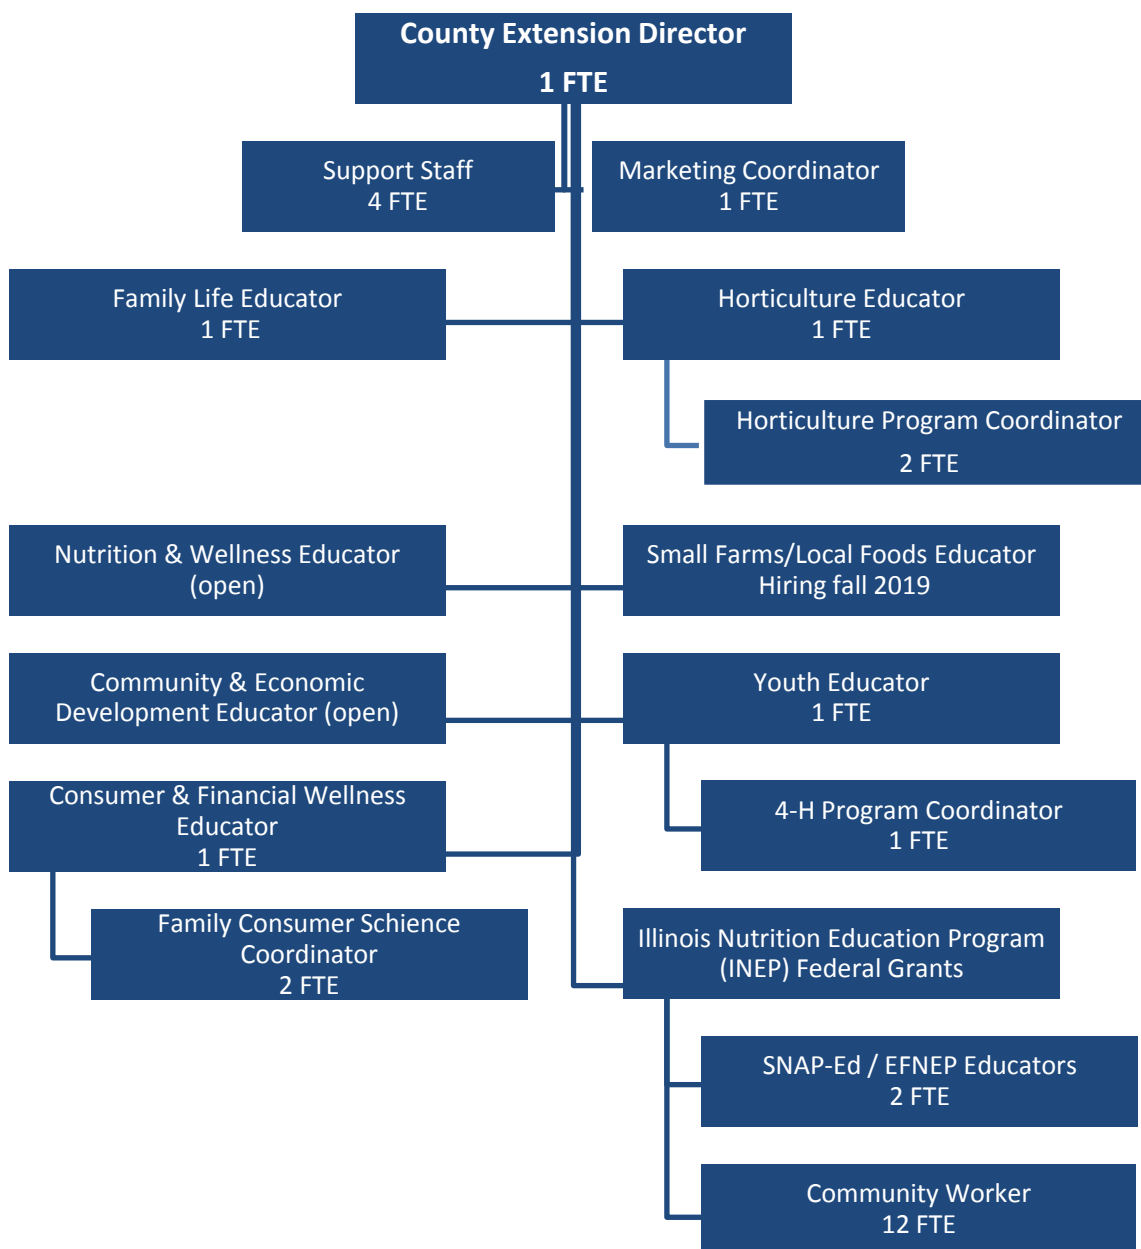 County Extension Director
1 FTE
Support Staff
4 FTE
Marketing Coordinator
1 FTE
Family Life Educator
1 FTE
Horticulture Educator
1 FTE
Horticulture Program Coordinator
2 FTE
Nutrition & Wellness Educator
(open)
Small Farms/Local Foods Educator
Hiring fall 2019
Community & Economic
Development Educator (open)
Youth Educator
1 FTE
Consumer & Financial Wellness
Educator
1 FTE
4-H Program Coordinator
1 FTE
Family Consumer Schience
Coordinator
2 FTE
Illinois Nutrition Education Program
(INEP) Federal Grants
SNAP-Ed / EFNEP Educators
2 FTE
Community Worker
12 FTE